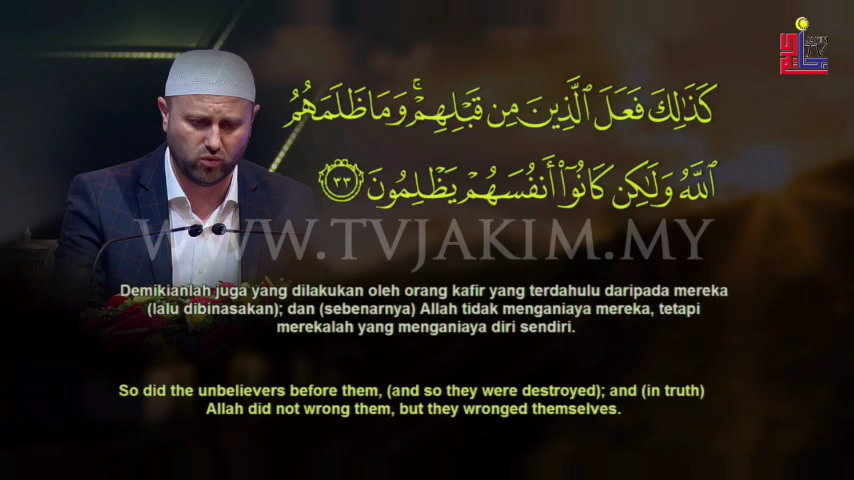 كَذَٰلِكَ فَعَلَ ٱلَّذِينَ مِن قَبْلِهِمْ ۚ وَمَا ظَلَمَهُمُ
ٱللَّهُ وَلَٰكِن كَانُوٓا۟ أَنفُسَهُمْ يَظْلِمُونَ ٣٣
WWW.TVJAKIM.MY
Demikianlah juga yang dilakukan oleh orang kafir yang terdahulu daripada mereka
(lalu dibinasakan); dan (sebenarnya) Allah tidak menganiaya mereka, tetapi
merekalah yang menganiaya diri sendiri.
So did the unbelievers before them, (and so they were destroyed); and (in truth)
Allah did not wrong them, but they wronged themselves.